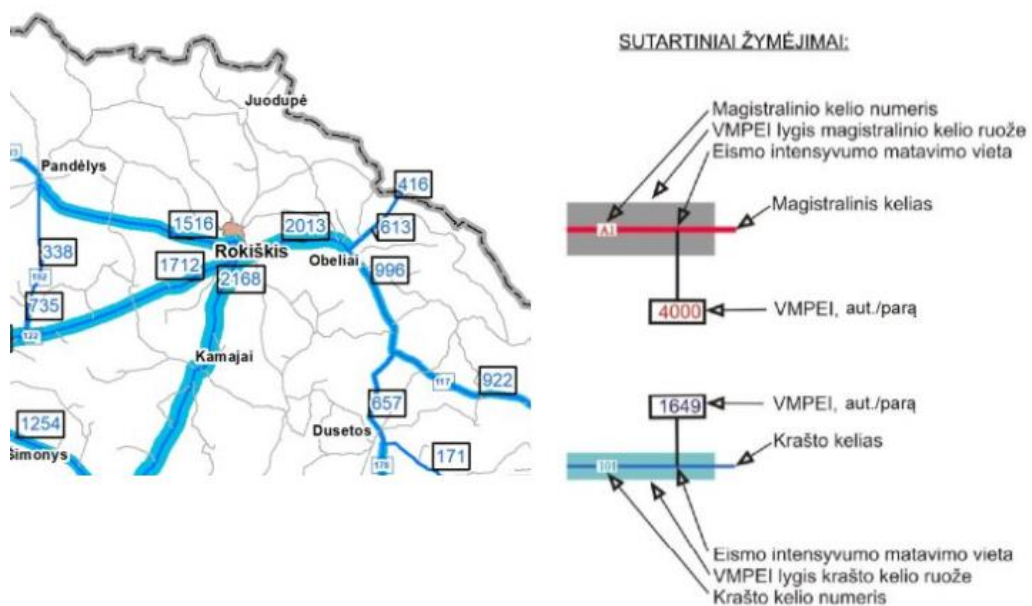 Juodupė
Pandėlys
416
1516
2013
613
338
Rokiškis
Obeliai
1712
2168
996
192
735
122
Kamajai
117
922
657
1254
Dusetos
Šimonys
171
178
SUTARTINIAI ŽYMĖJIMAI:
Magistralinio kelio numeris
VMPEI lygis magistralinio kelio ruože
Eismo intensyvumo matavimo vieta
Magistralinis kelias
A1
4000
VMPEI, aut./parą
1649
VMPEI, aut./parą
Krašto kelias
101
Eismo intensyvumo matavimo vieta
VMPEI lygis krašto kelio ruože
Krašto kelio numeris